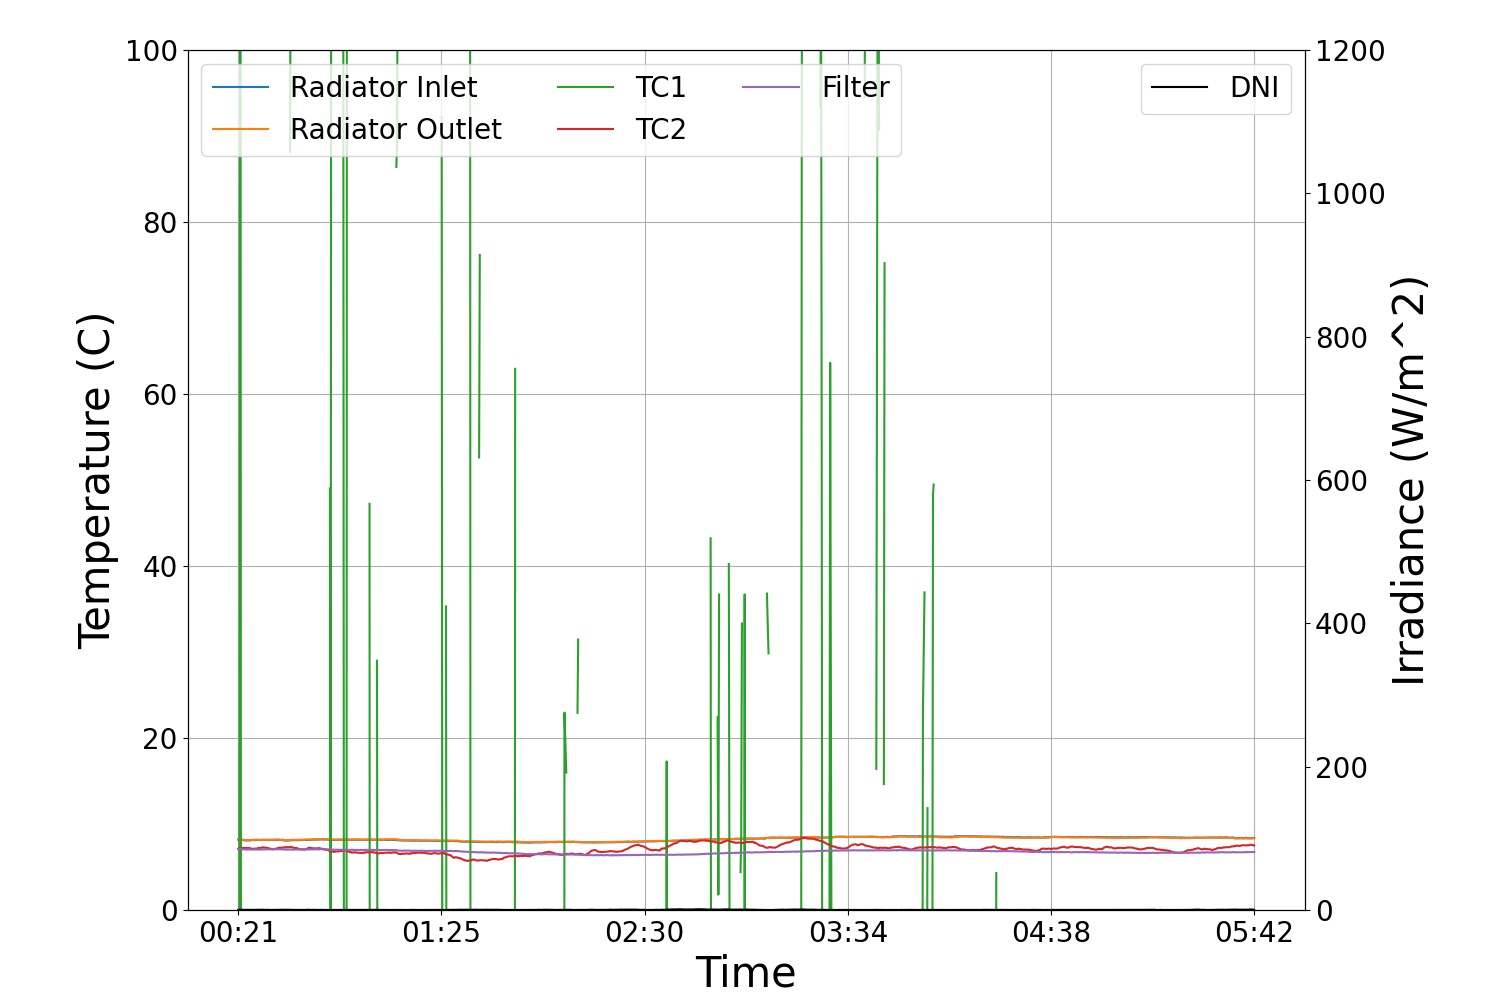 100
80
60
40
20
0
Temperature (C)
Radiator Inlet
Radiator Outlet
TC1
TC2
Filter
DNI
1200
1000
800
600
400
200
0
Irradiance (W/m^2)
00:21 01:25 02:30 03:34 04:38 05:42
Time